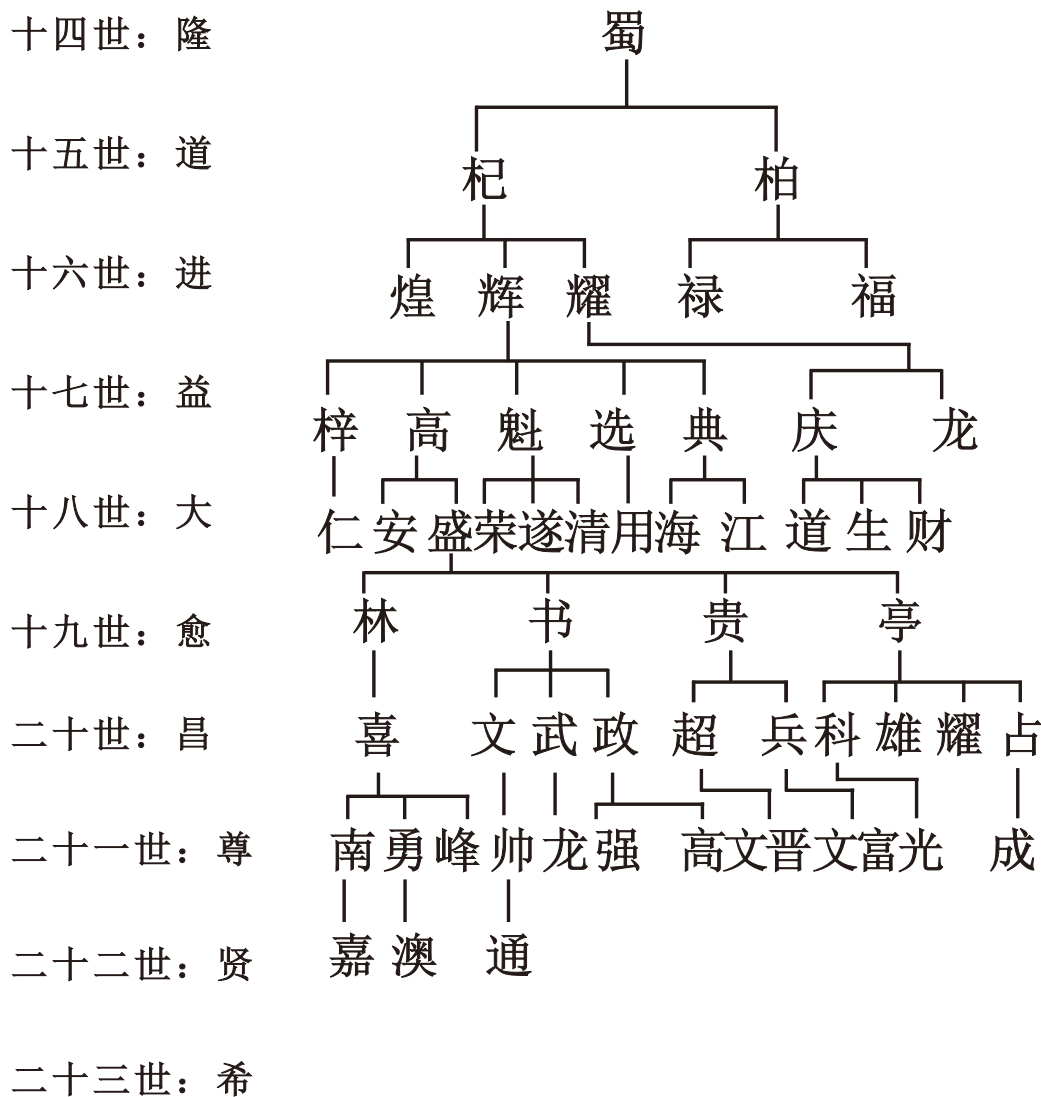 十四世：隆 蜀
十五世：道 杞 柏
十六世：进 煌 辉 耀 禄 福
十七世：益 梓 高 魁 选 典 庆 龙
十八世：大 仁 安 盛 荣 遂 清 用 海 江 道 生 财
十九世：愈 林 书 贵 亭
二十世：昌 喜 文 武 政 超 兵 科 雄 耀 占
二十一世：尊 南 勇 峰 帅 龙 强 高 文晋 文富 光 成
二十二世：贤 嘉 澳 通
二十三世：希